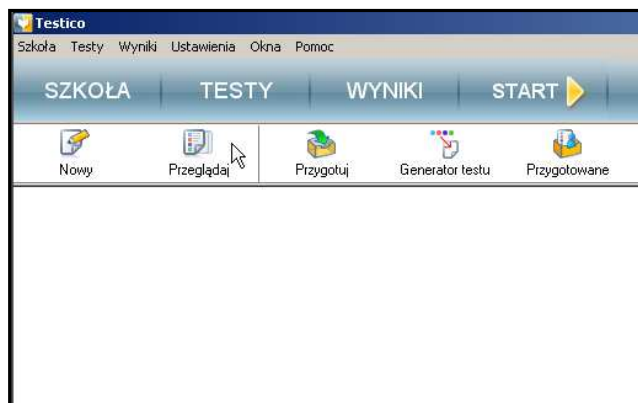 Testico
Szkoła Testy Wyniki Ustawienia Okna Pomoc
SZKOŁA TESTY WYNIKI START
Nowy Przeglądaj Przygotuj Generator testu Przygotowane